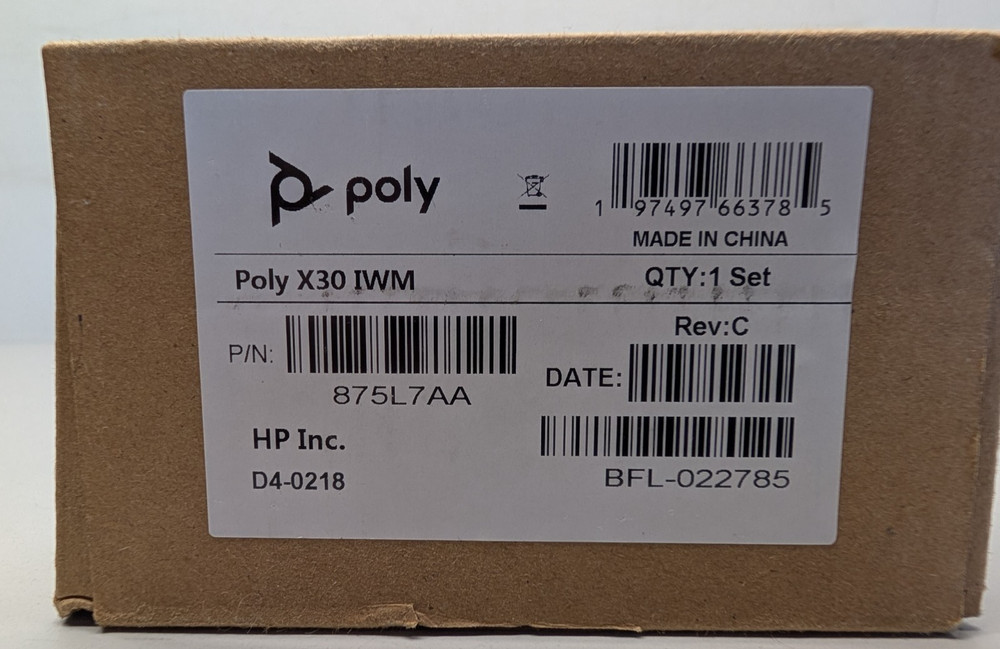 poly
1 97497 66378 5
MADE IN CHINA
Poly X30 IWM
QTY:1 Set
Rev:C
P/N:
875L7AA
DATE:
HP Inc.
D4-0218
BFL-022785